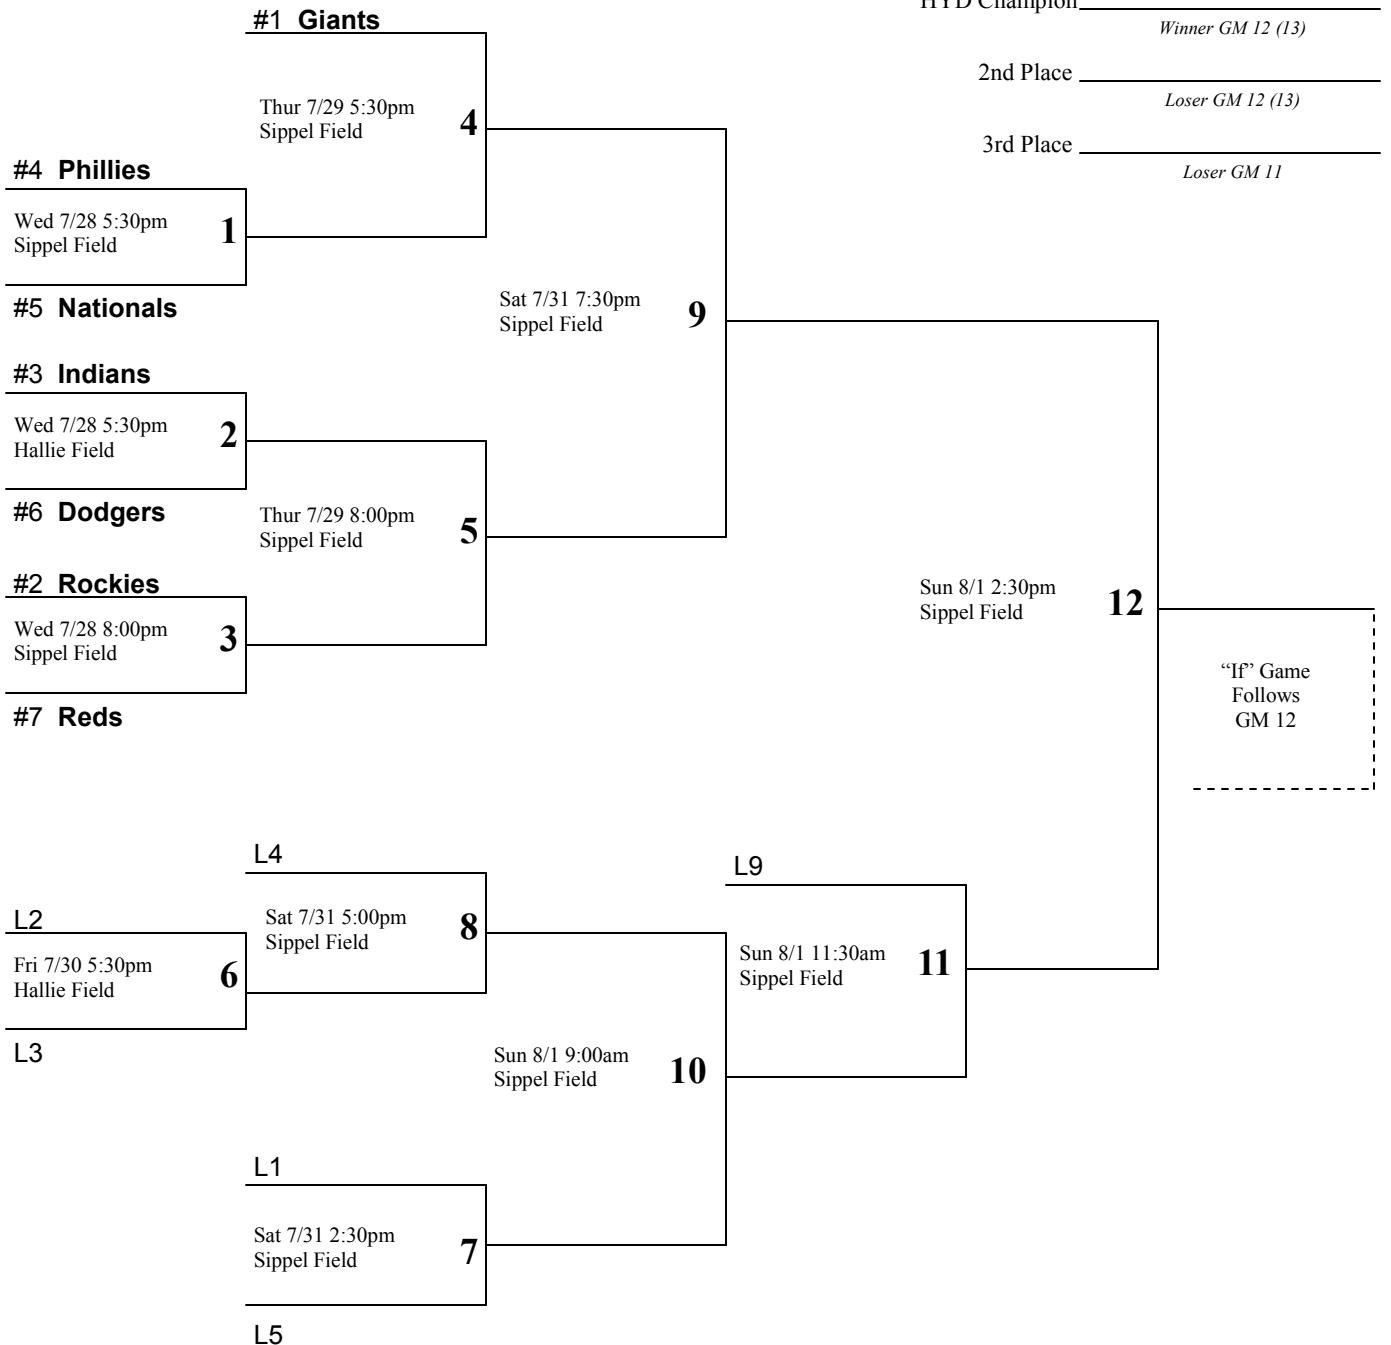 HYD Champion
Winner GM 12 (13)
2nd Place
Loser GM 12 (13)
3rd Place
Loser GM 11
#1 Giants
Thur 7/29 5:30pm
Sippel Field
4
#4 Phillies
Wed 7/28 5:30pm
Sippel Field
1
#5 Nationals
Sat 7/31 7:30pm
Sippel Field
9
#3 Indians
Wed 7/28 5:30pm
Hallie Field
2
#6 Dodgers
Thur 7/29 8:00pm
Sippel Field
5
#2 Rockies
Wed 7/28 8:00pm
Sippel Field
3
#7 Reds
Sun 8/1 2:30pm
Sippel Field
12
“If” Game
Follows
GM 12
L4
Sat 7/31 5:00pm
Sippel Field
8
L2
Fri 7/30 5:30pm
Hallie Field
6
L3
L9
Sun 8/1 11:30am
Sippel Field
11
Sun 8/1 9:00am
Sippel Field
10
L1
Sat 7/31 2:30pm
Sippel Field
7
L5